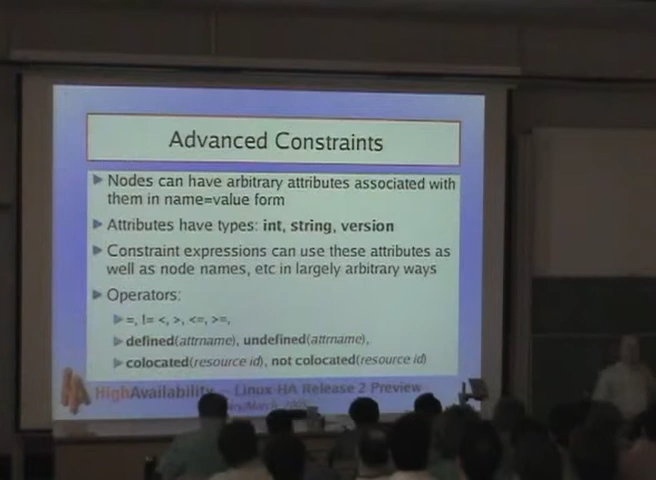 Advanced Constraints
Nodes can have arbitrary attributes associated with
them in name=value form
Attributes have types: int, string, version
Constraint expressions can use these attributes as
well as node names, etc in largely arbitrary ways
Operators:
=, != <, >, <=, >=,
defined(attrname), undefined(attrname),
colocated(resource id), not colocated(resource id)
HighAvailability – Linux-HA Release 2 Preview